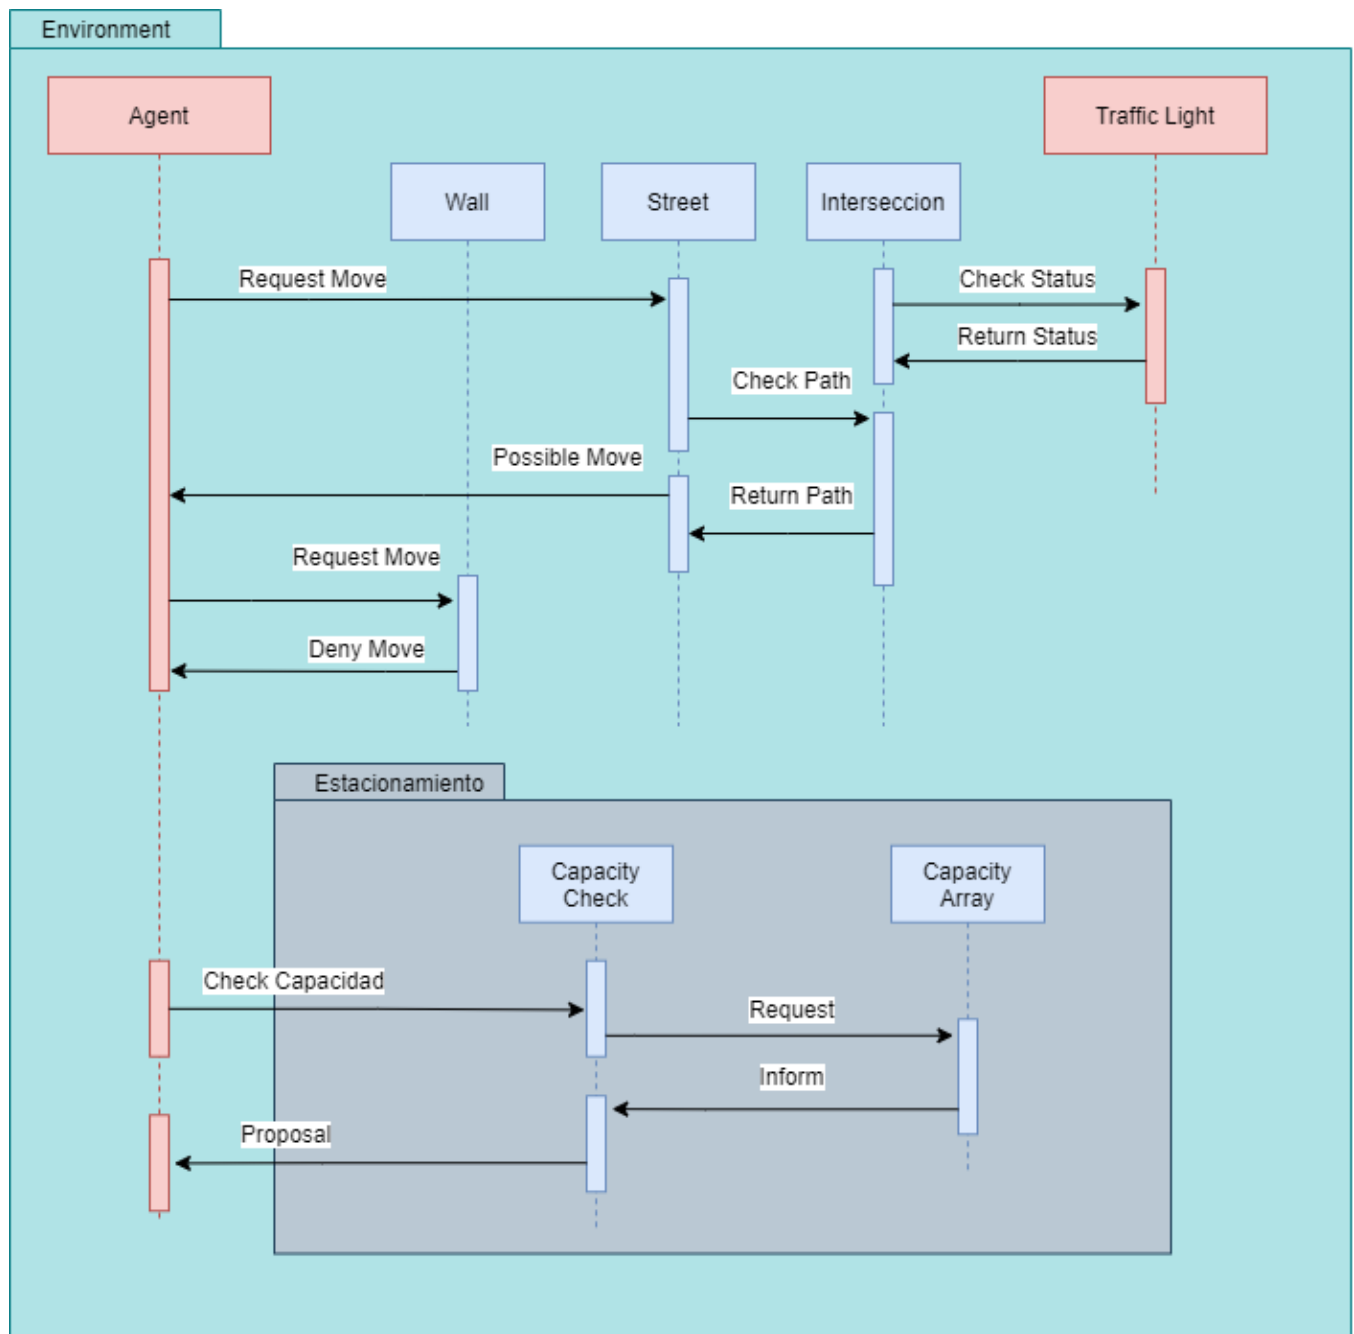 Environment
Agent
Traffic Light
Wall
Street
Interseccion
Request Move
Check Status
Return Status
Check Path
Possible Move
Return Path
Request Move
Deny Move
Estacionamiento
Capacity
Check
Capacity
Array
Check Capacidad
Request
Inform
Proposal